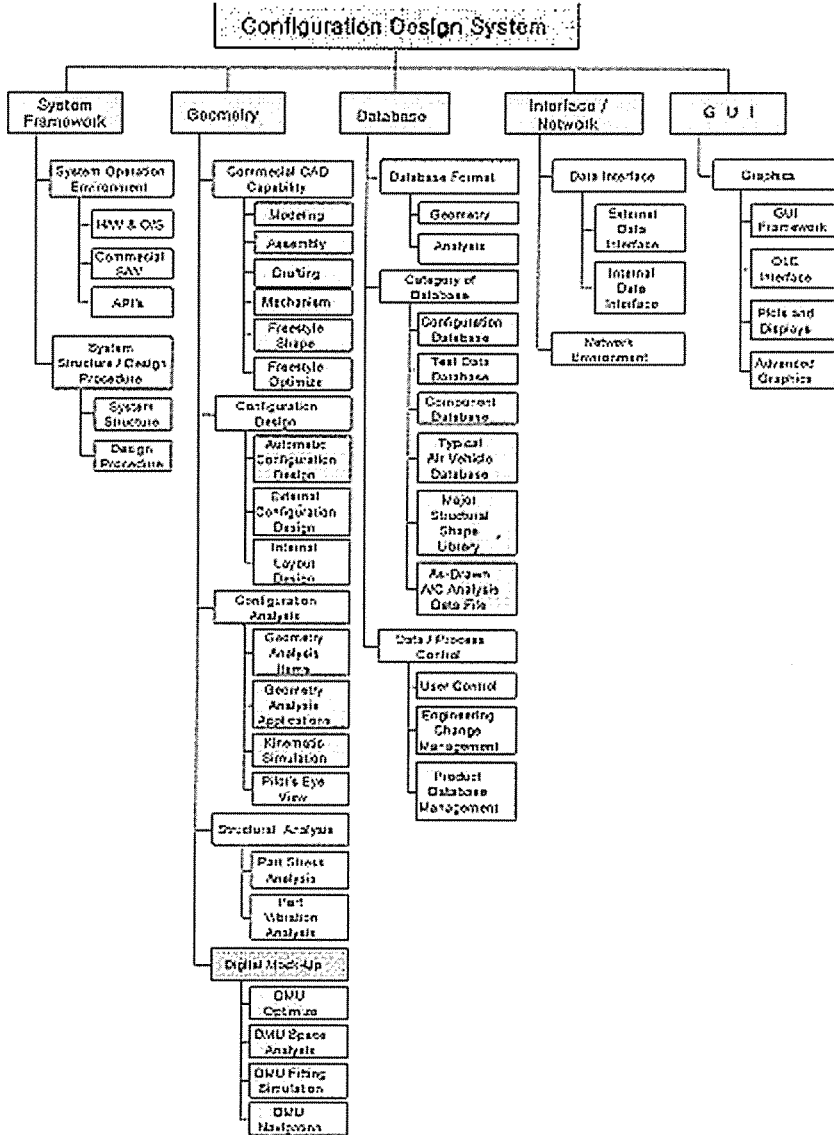 Configuration Design System
System
Framework
Geometry
Database
Interface /
Network
G U I
System Operation
Environment
H/W & O/S
Commercial
S/W
API's
System
Structure / Design
Procedure
System
Structure
Design
Procedure
Commecial CAD
Capability
Modeling
Assembly
Drafting
Mechanism
Freestyle
Shape
Freestyle
Optimize
Configuration
Design
Automatic
Configuration
Design
External
Configuration
Design
Internal
Layout
Design
Configuration
Analysis
Geometry
Analysis
Items
Geometry
Analysis
Applications
Kinematic
Simulation
Pilot's Eye
View
Structural Analysis
Part Stress
Analysis
Part
Vibration
Analysis
Digital Mock-Up
DMU
Optimize
DMU Space
Analysis
DMU Fitting
Simulation
DMU
Database Format
Geometry
Analysis
Category of
Database
Configuration
Database
Test Data
Database
Component
Database
Typical
Air Vehicle
Database
Major
Structural
Shape
Library
As-Drawn
A/C Analysis
Data File
Data / Process
Control
User Control
Engineering
Change
Management
Product
Database
Management
Data Interface
External
Data
Interface
Internal
Data
Interface
Network
Environment
Graphics
GUI
Framework
OLE
Interface
Plots and
Displays
Advanced
Graphics